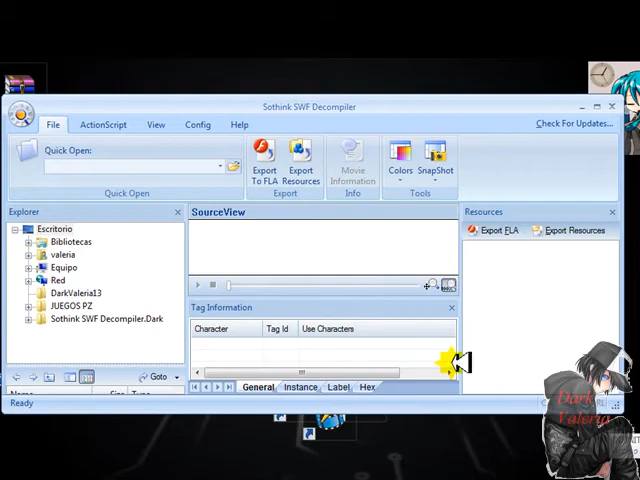 Sothink SWF Decompiler
File ActionScript View Config Help Check For Updates...
Quick Open:
Export To FLA
Export Resources
Movie Information
Colors
SnapShot
Quick Open Export Info Tools
Explorer
Escritorio
Bibliotecas
valeria
Equipo
Red
DarkValeria13
JUEGOS PZ
Sothink SWF Decompiler.Dark
Goto
SourceView
Tag Information
Character Tag Id Use Characters
General Instance Label Hex
Resources
Export FLA Export Resources
Ready
Dark
Valeria